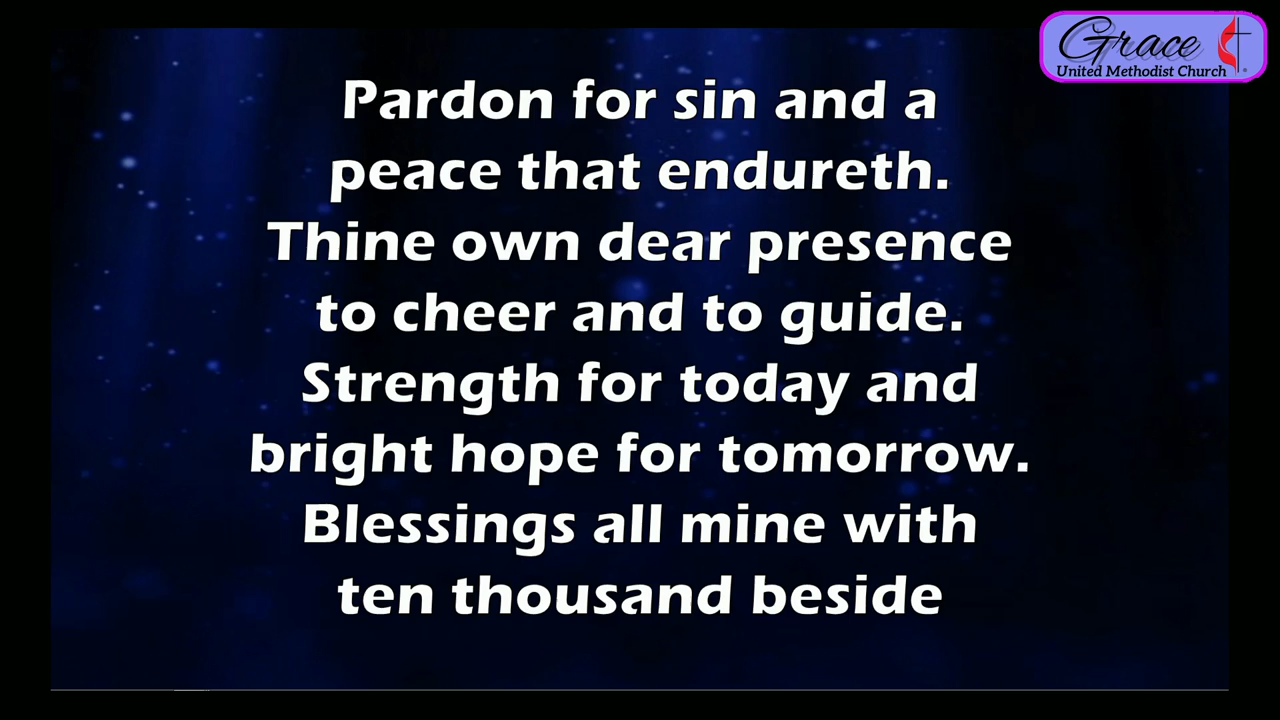 Grace
United Methodist Church
Pardon for sin and a
peace that endureth.
Thine own dear presence
to cheer and to guide.
Strength for today and
bright hope for tomorrow.
Blessings all mine with
ten thousand beside